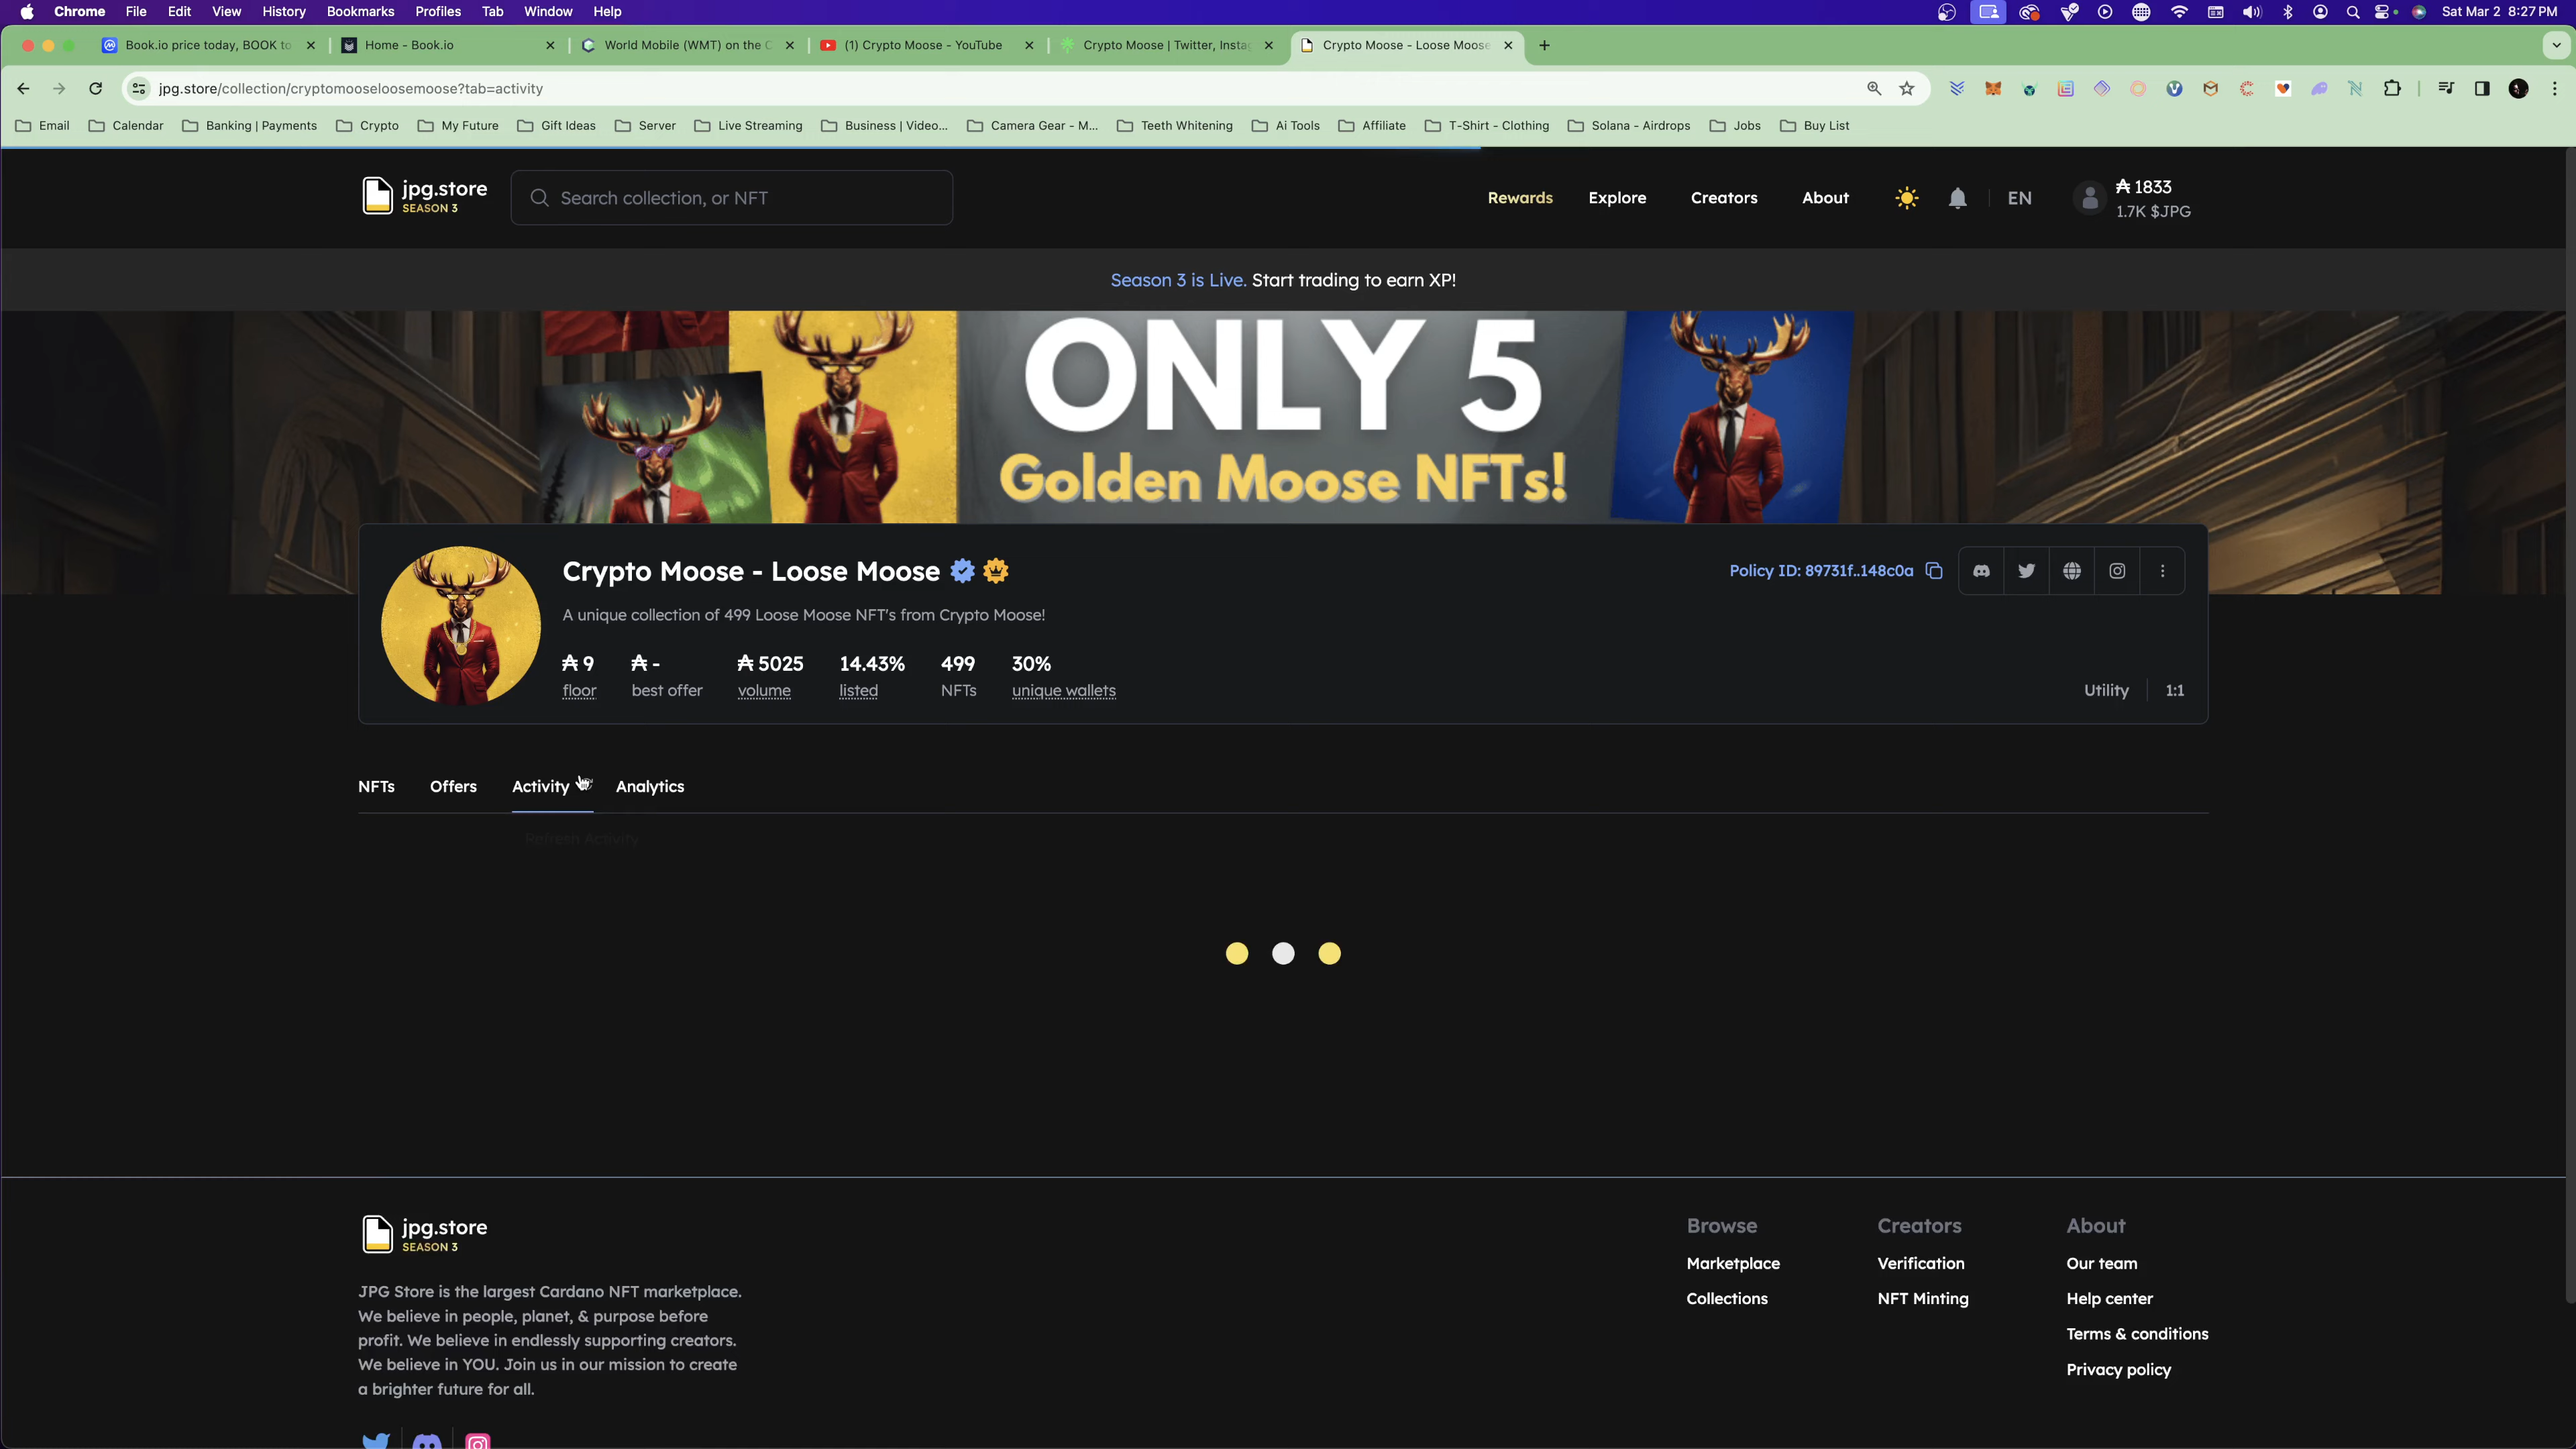 Chrome File Edit View History Bookmarks Profiles Tab Window Help
Sat Mar 2 8:27 PM
Book.io price today, BOOK to
Home - Book.io
World Mobile (WMT) on the C
(1) Crypto Moose - YouTube
Crypto Moose | Twitter, Insta
Crypto Moose - Loose Moose
jpg.store/collection/cryptomooseloosemoose?tab=activity
Email Calendar Banking | Payments Crypto My Future Gift Ideas Server Live Streaming Business | Video... Camera Gear - M... Teeth Whitening Ai Tools Affiliate T-Shirt - Clothing Solana - Airdrops Jobs Buy List
jpg.store
SEASON 3
Search collection, or NFT
Rewards Explore Creators About EN
₳ 1833
1.7K $JPG
Season 3 is Live. Start trading to earn XP!
ONLY 5
Golden Moose NFTs!
Crypto Moose - Loose Moose
Policy ID: 89731f..148c0a
A unique collection of 499 Loose Moose NFT's from Crypto Moose!
₳ 9 ₳ - ₳ 5025 14.43% 499 30%
floor best offer volume listed NFTs unique wallets
Utility 1:1
NFTs Offers Activity Analytics
Refresh Activity
jpg.store
SEASON 3
JPG Store is the largest Cardano NFT marketplace.
We believe in people, planet, & purpose before
profit. We believe in endlessly supporting creators.
We believe in YOU. Join us in our mission to create
a brighter future for all.
Browse
Marketplace
Collections
Creators
Verification
NFT Minting
About
Our team
Help center
Terms & conditions
Privacy policy